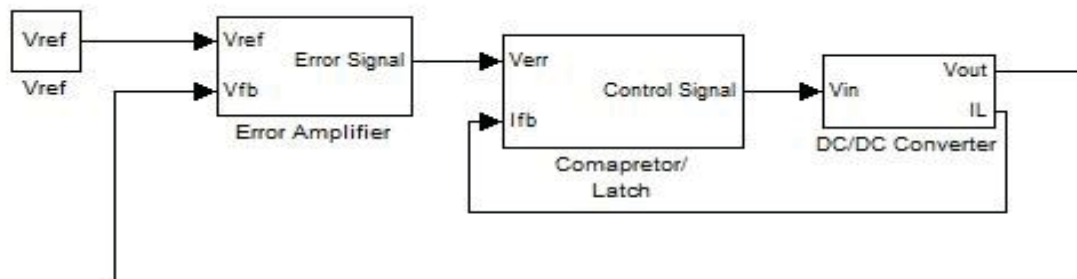 Vref
Vref
Vref
Vfb
Error Signal
Error Amplifier
Verr
Ifb
Control Signal
Comapretor/
Latch
Vin
Vout
IL
DC/DC Converter